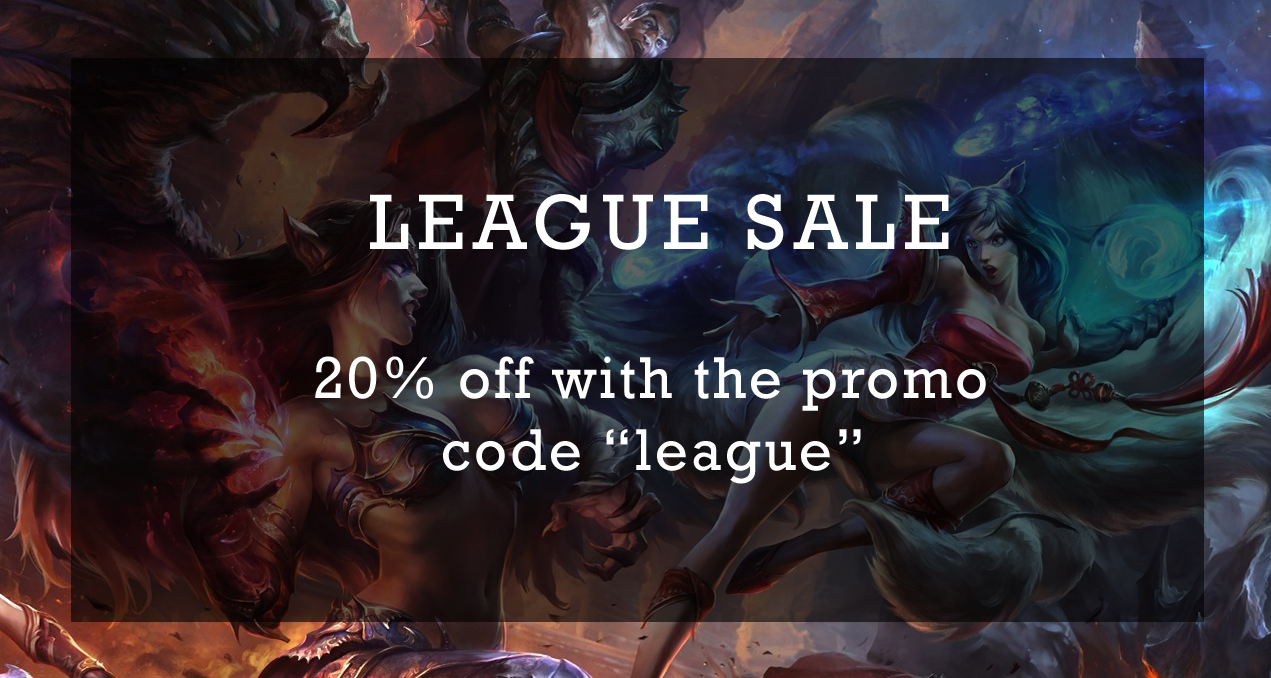 LEAGUE SALE
20% off with the promo
code “league”